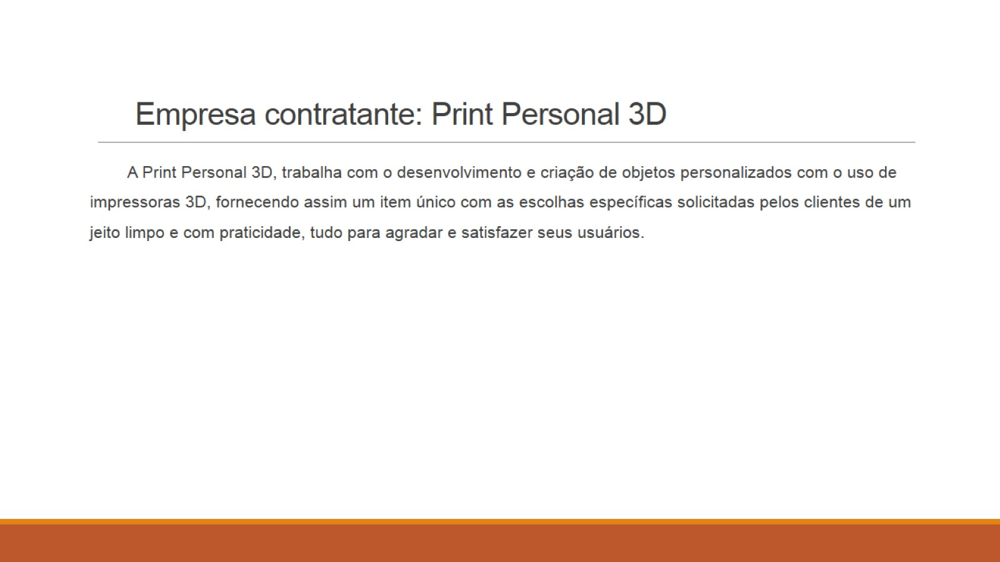 Empresa contratante: Print Personal 3D
A Print Personal 3D, trabalha com o desenvolvimento e criação de objetos personalizados com o uso de
impressoras 3D, fornecendo assim um item único com as escolhas específicas solicitadas pelos clientes de um
jeito limpo e com praticidade, tudo para agradar e satisfazer seus usuários.